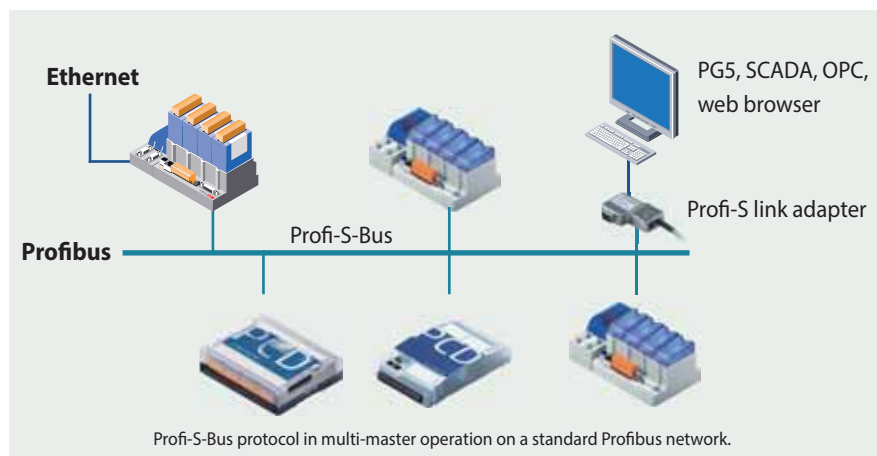 Ethernet
PG5, SCADA, OPC,
web browser
Profi-S link adapter
Profi-S-Bus
Profibus
PCD
PCD
Profi-S-Bus protocol in multi-master operation on a standard Profibus network.